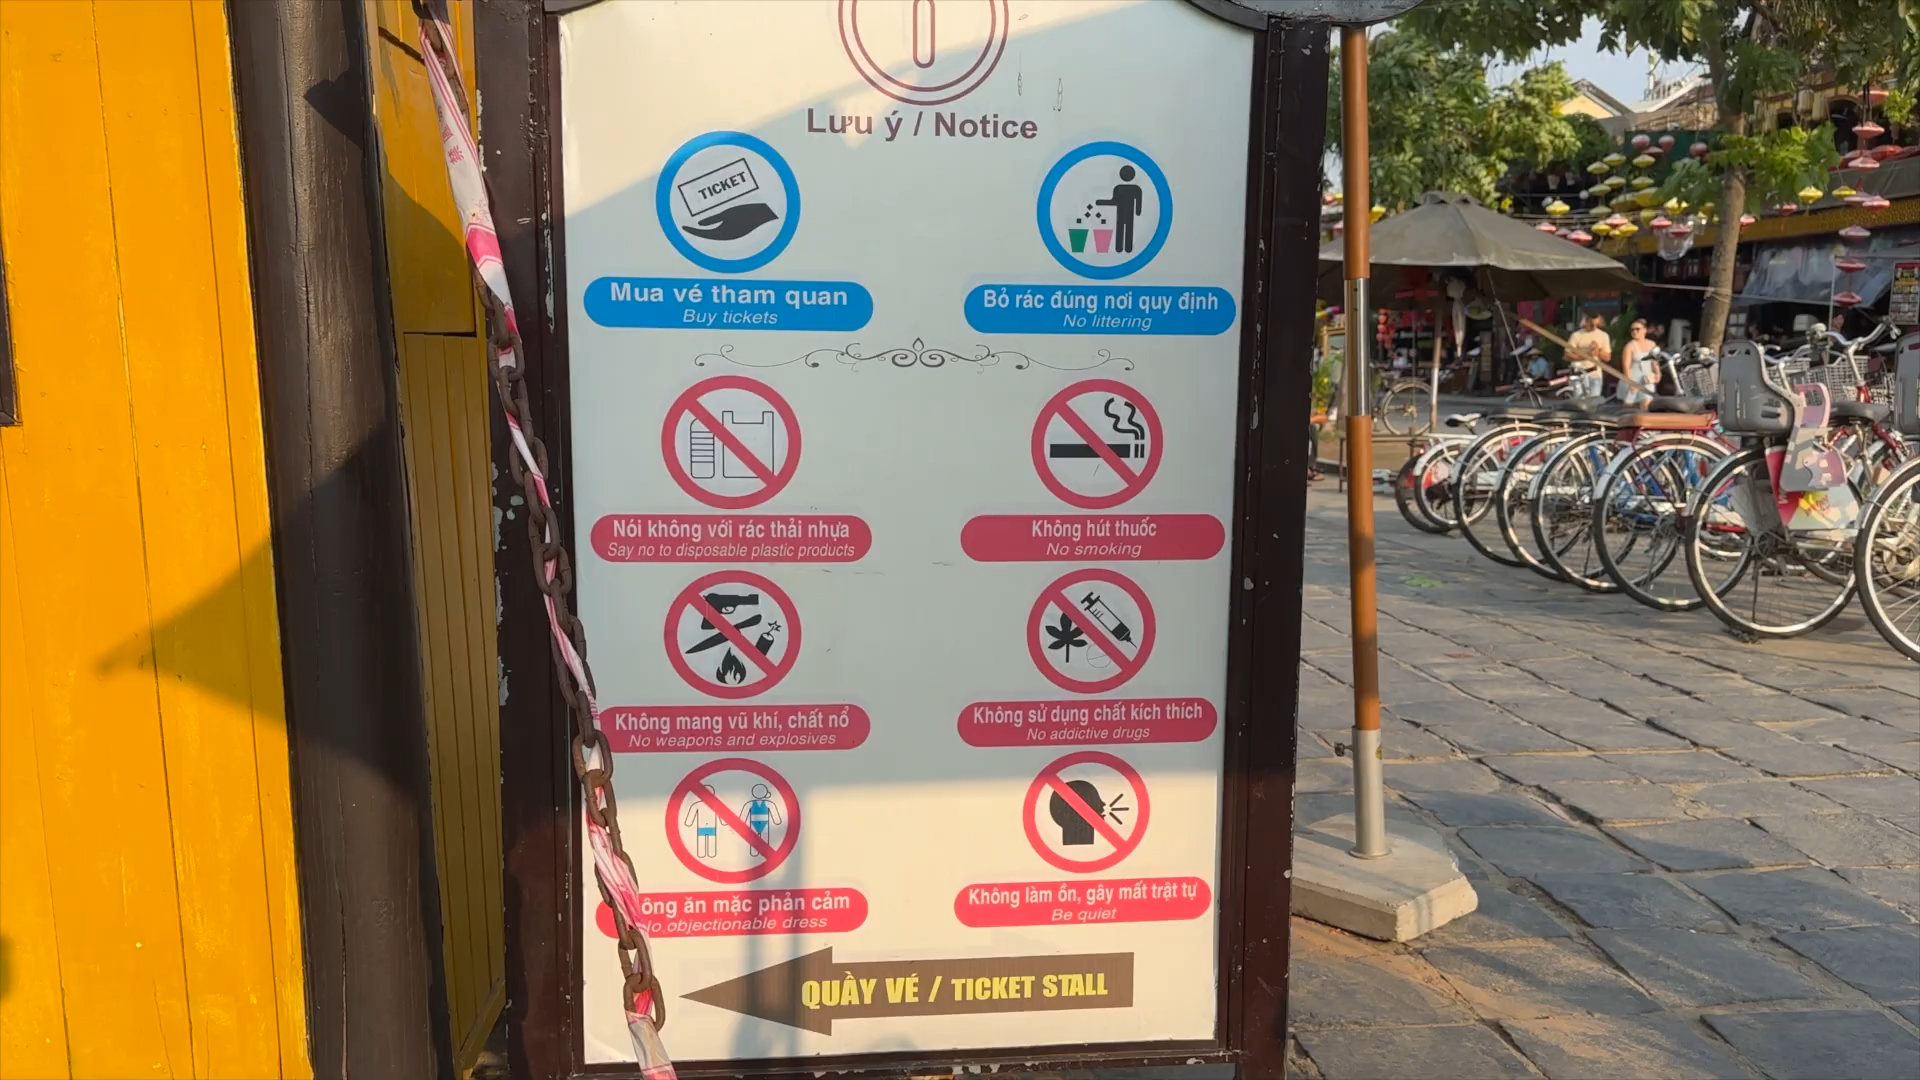 Lưu ý / Notice
TICKET
Mua vé tham quan
Buy tickets
Bỏ rác đúng nơi quy định
No littering
Nói không với rác thải nhựa
Say no to disposable plastic products
Không hút thuốc
No smoking
Không mang vũ khí, chất nổ
No weapons and explosives
Không sử dụng chất kích thích
No addictive drugs
ông ăn mặc phản cảm
lo objectionable dress
Không làm ồn, gây mất trật tự
Be quiet
QUẦY VÉ / TICKET STALL